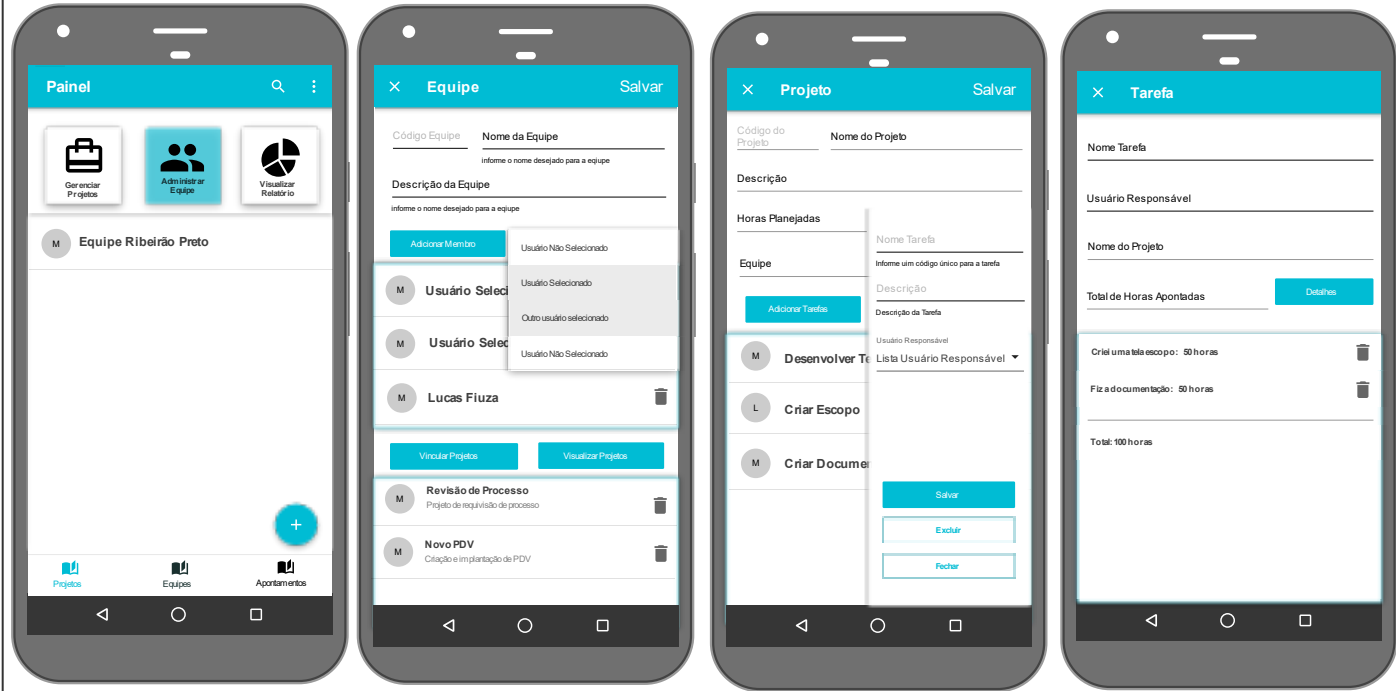 Painel
Gerenciar
Projetos
Administrar
Equipe
Visualizar
Relatório
M
Equipe Ribeirão Preto
+
Projetos
Equipes
Apontamentos
Equipe
Salvar
Código Equipe
Nome da Equipe
informe o nome desejado para a eqiupe
Descrição da Equipe
informe o nome desejado para a eqiupe
Adicionar Membro
Usuário Não Selecionado
Usuário Selecionado
Outro usuário selecionado
Usuário Não Selecionado
M
Usuário Seleci
M
Usuário Selec
M
Lucas Fiuza
Vincular Projetos
Visualizar Projetos
M
Revisão de Processo
Projeto de requivisão de processo
M
Novo PDV
Criação e implantação de PDV
Projeto
Salvar
Código do
Projeto
Nome do Projeto
Descrição
Horas Planejadas
Equipe
Adicionar Tarefas
M
Desenvolver Te
L
Criar Escopo
M
Criar Docume
Nome Tarefa
Informe uim código único para a tarefa
Descrição
Descrição da Tarefa
Usuário Responsável
Lista Usuário Responsável
Salvar
Excluir
Fechar
Tarefa
Nome Tarefa
Usuário Responsável
Nome do Projeto
Total de Horas Apontadas
Detalhes
Criei uma tela escopo: 50 horas
Fiz a documentação: 50 horas
Total: 100 horas